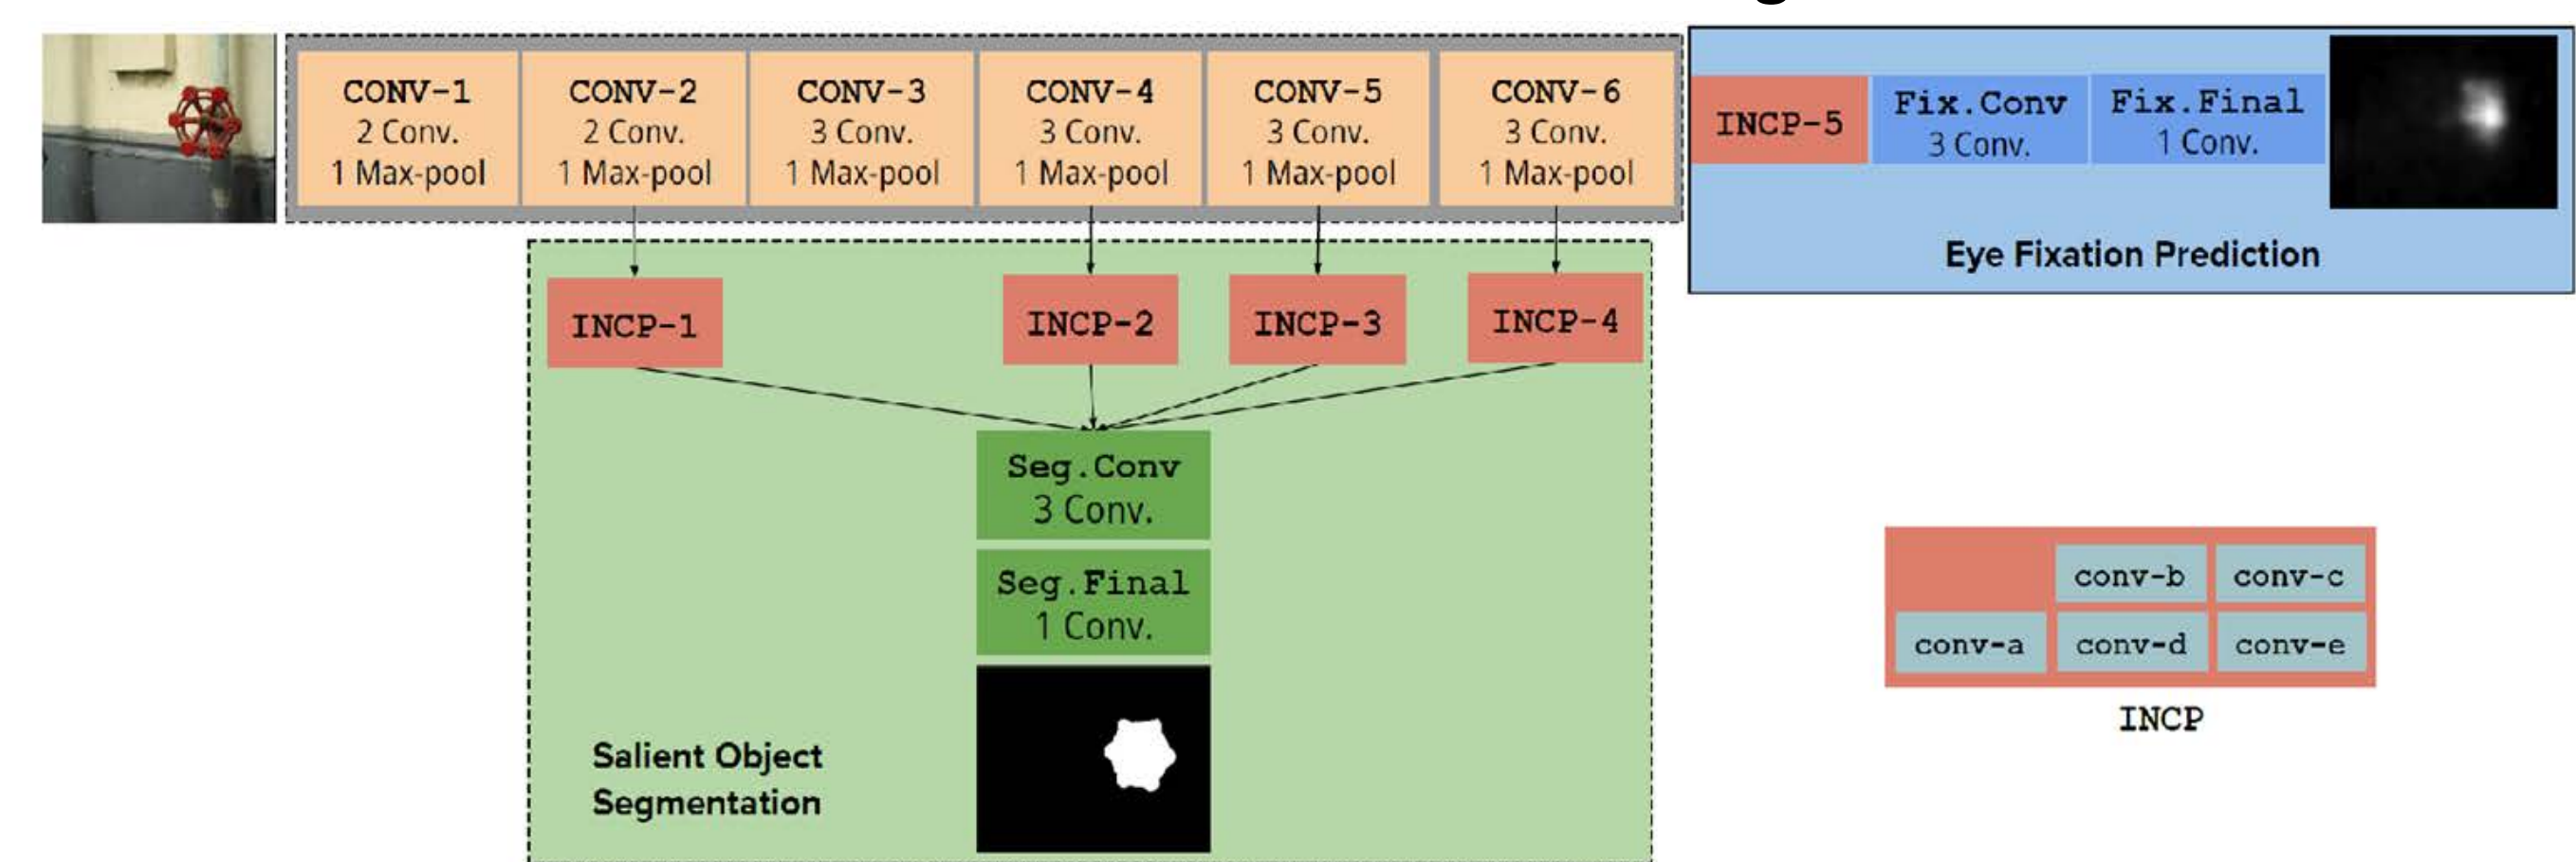 g
CONV-1
2 Conv.
1 Max-pool
CONV-2
2 Conv.
1 Max-pool
CONV-3
3 Conv.
1 Max-pool
CONV-4
3 Conv.
1 Max-pool
CONV-5
3 Conv.
1 Max-pool
CONV-6
3 Conv.
1 Max-pool
INCP-5
Fix.Conv
3 Conv.
Fix.Final
1 Conv.
Eye Fixation Prediction
INCP-1
INCP-2
INCP-3
INCP-4
Seg.Conv
3 Conv.
Seg.Final
1 Conv.
Salient Object
Segmentation
conv-b
conv-c
conv-a
conv-d
conv-e
INCP